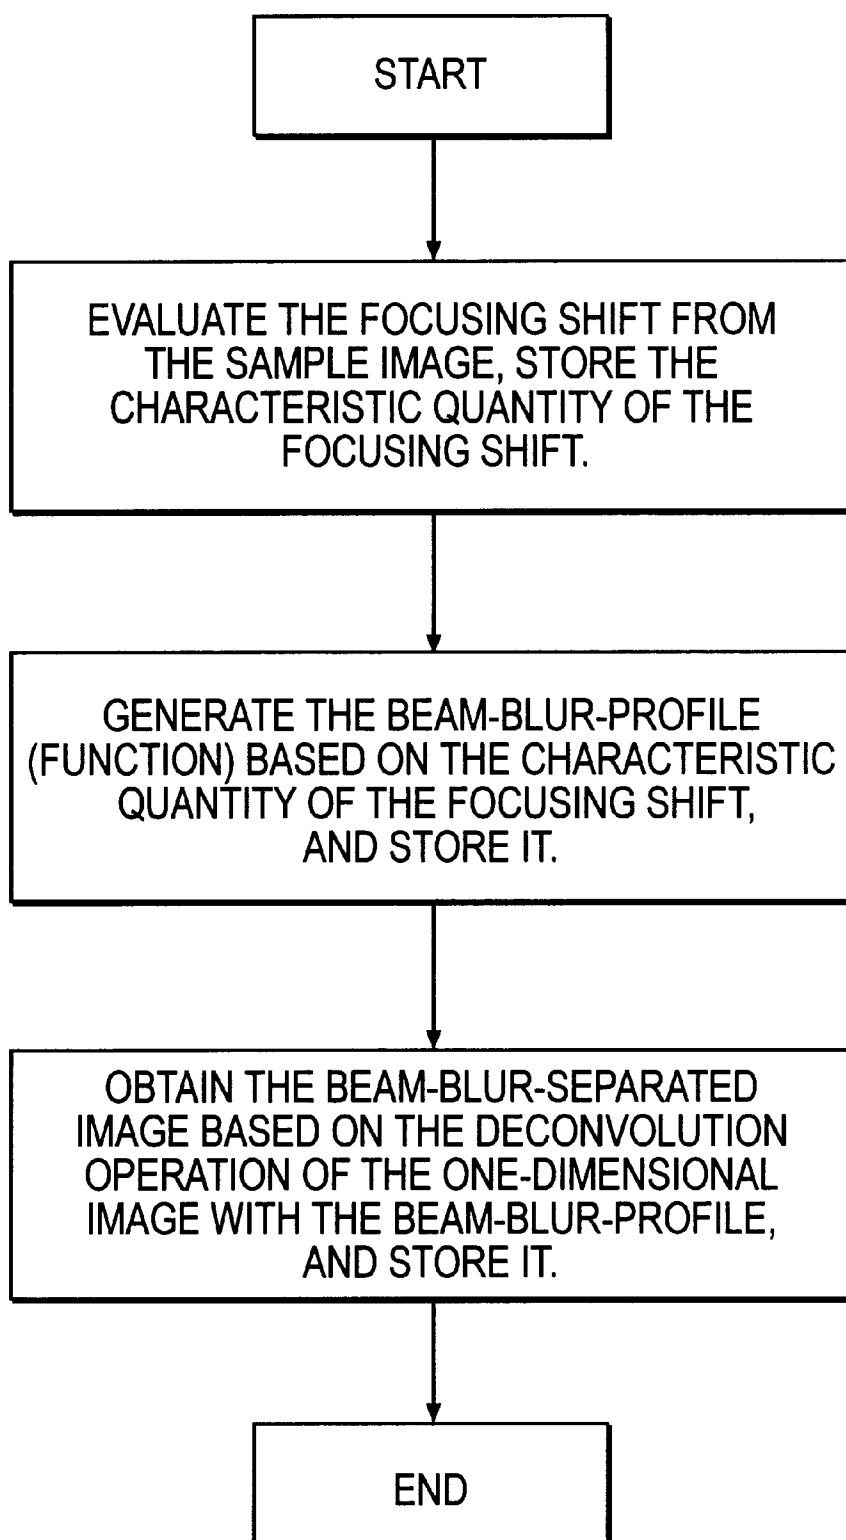 START
EVALUATE THE FOCUSING SHIFT FROM
THE SAMPLE IMAGE, STORE THE
CHARACTERISTIC QUANTITY OF THE
FOCUSING SHIFT.
GENERATE THE BEAM-BLUR-PROFILE
(FUNCTION) BASED ON THE CHARACTERISTIC
QUANTITY OF THE FOCUSING SHIFT,
AND STORE IT.
OBTAIN THE BEAM-BLUR-SEPARATED
IMAGE BASED ON THE DECONVOLUTION
OPERATION OF THE ONE-DIMENSIONAL
IMAGE WITH THE BEAM-BLUR-PROFILE,
AND STORE IT.
END